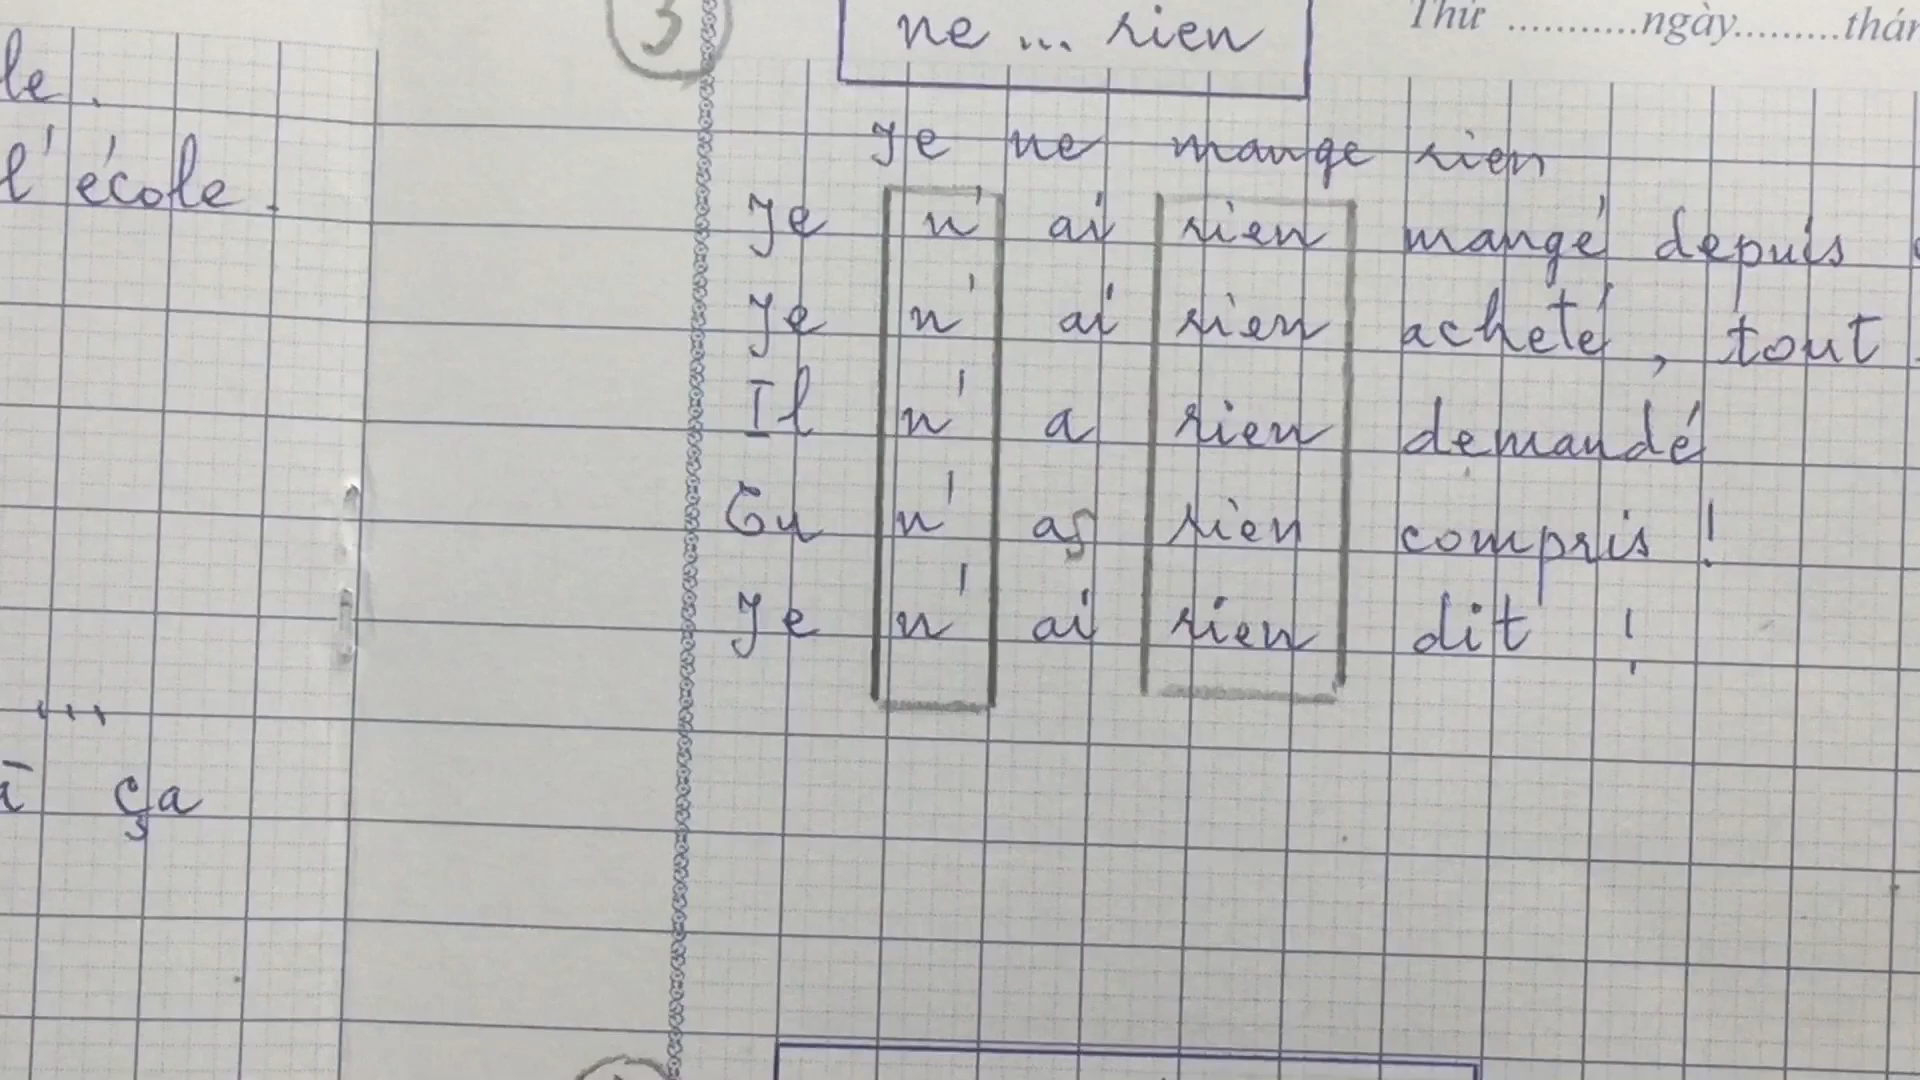 le.
l'école.
...
ça
3
ne ... rien
Thứ ...........ngày.........thán
Je ne mange rien
Je n' ai rien mangé depuis
Je n' ai rien acheté, tout
Il n' a rien demandé
Tu n' as rien compris !
Je n' ai rien dit !